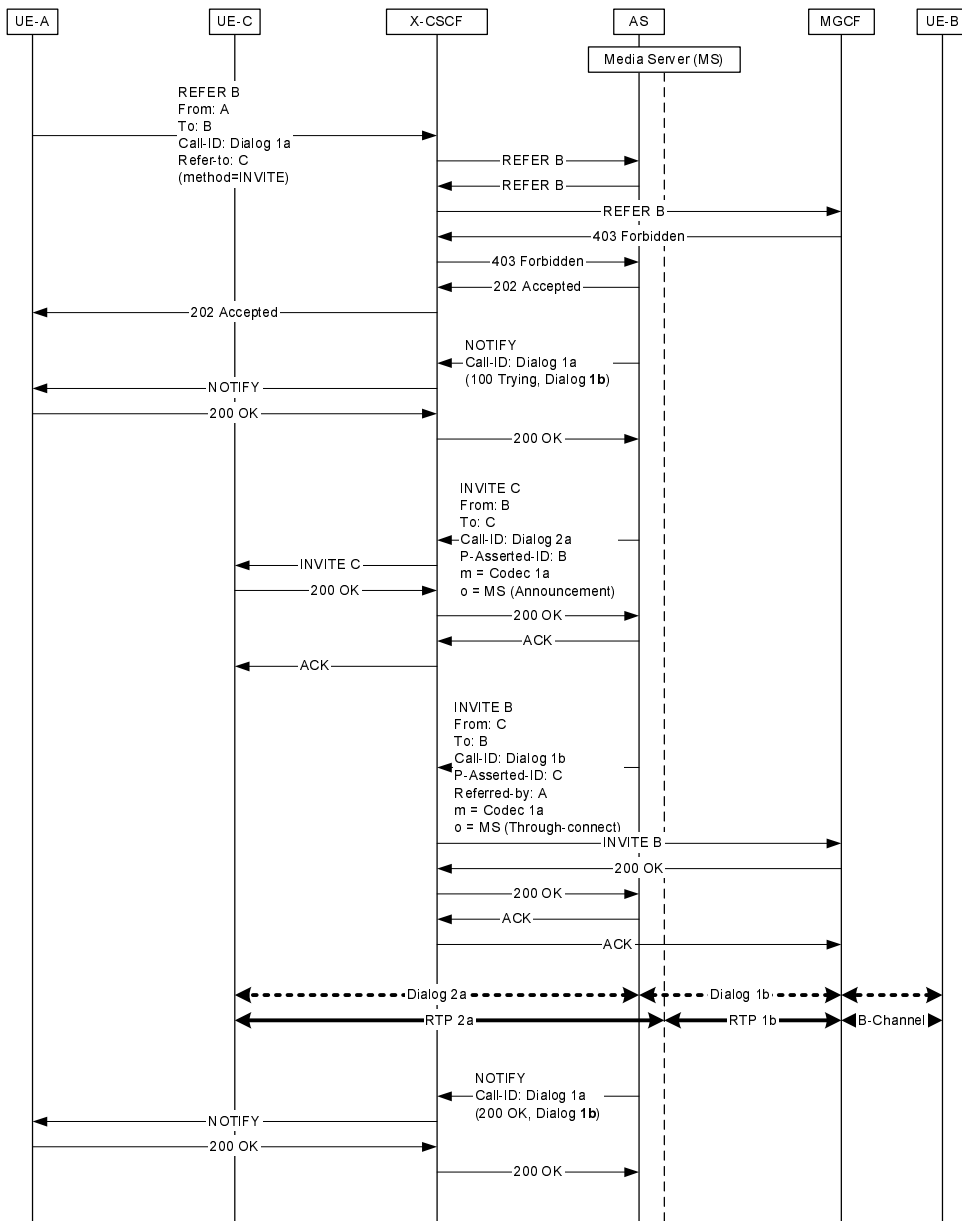 UE-A
UE-C
X-CSCF
AS
MGCF
UE-B
Media Server (MS)
REFER B
From: A
To: B
Call-ID: Dialog 1a
Refer-to: C
(method=INVITE)
REFER B
REFER B
REFER B
403 Forbidden
403 Forbidden
202 Accepted
202 Accepted
NOTIFY
Call-ID: Dialog 1a
(100 Trying, Dialog 1b)
NOTIFY
200 OK
200 OK
INVITE C
From: B
To: C
Call-ID: Dialog 2a
P-Asserted-ID: B
m = Codec 1a
o = MS (Announcement)
INVITE C
200 OK
200 OK
ACK
ACK
INVITE B
From: C
To: B
Call-ID: Dialog 1b
P-Asserted-ID: C
Referred-by: A
m = Codec 1a
o = MS (Through-connect)
INVITE B
200 OK
200 OK
ACK
ACK
Dialog 2a
Dialog 1b
RTP 2a
RTP 1b
B-Channel
NOTIFY
Call-ID: Dialog 1a
(200 OK, Dialog 1b)
NOTIFY
200 OK
200 OK